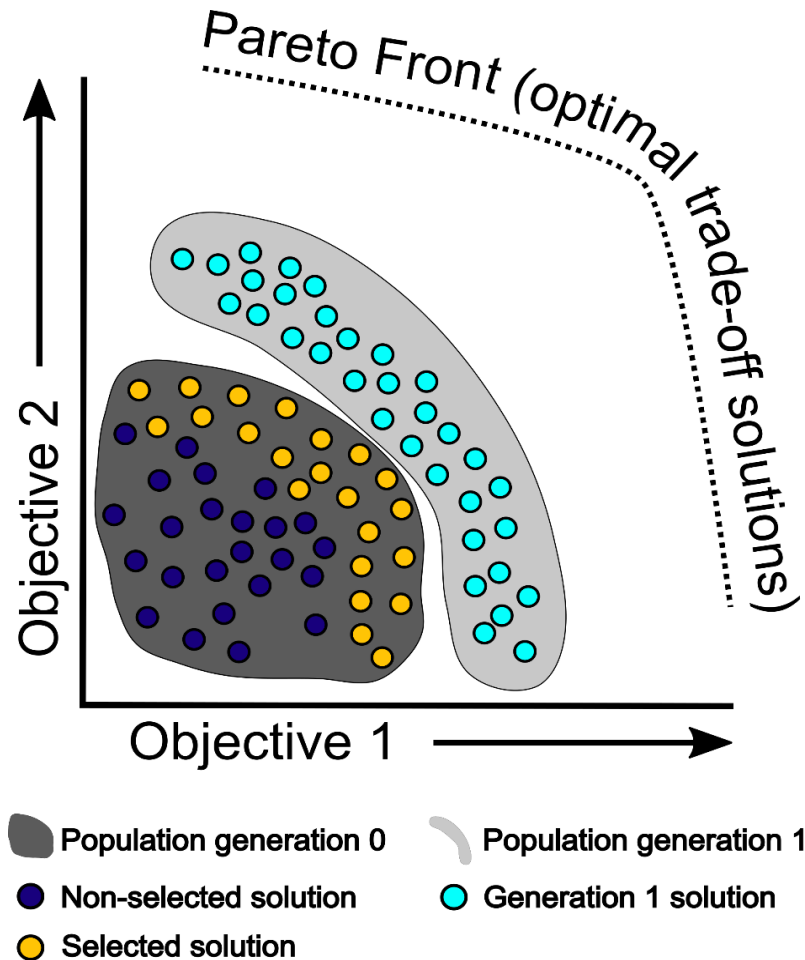 Pareto Front (optimal trade-off solutions)
Objective 2
Objective 1
Population generation 0
Population generation 1
Non-selected solution
Generation 1 solution
Selected solution